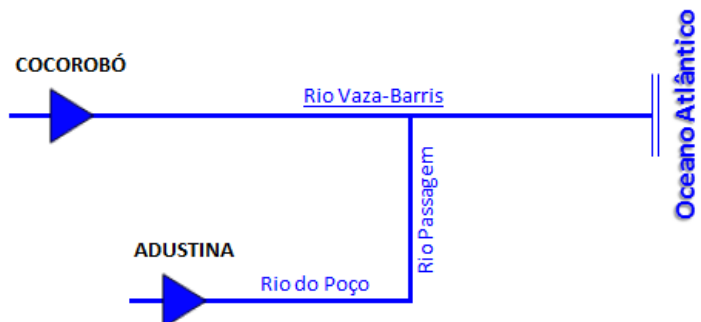 COCOROBÓ
Rio Vaza-Barris
Oceano Atlântico
Rio Passagem
ADUSTINA
Rio do Poço